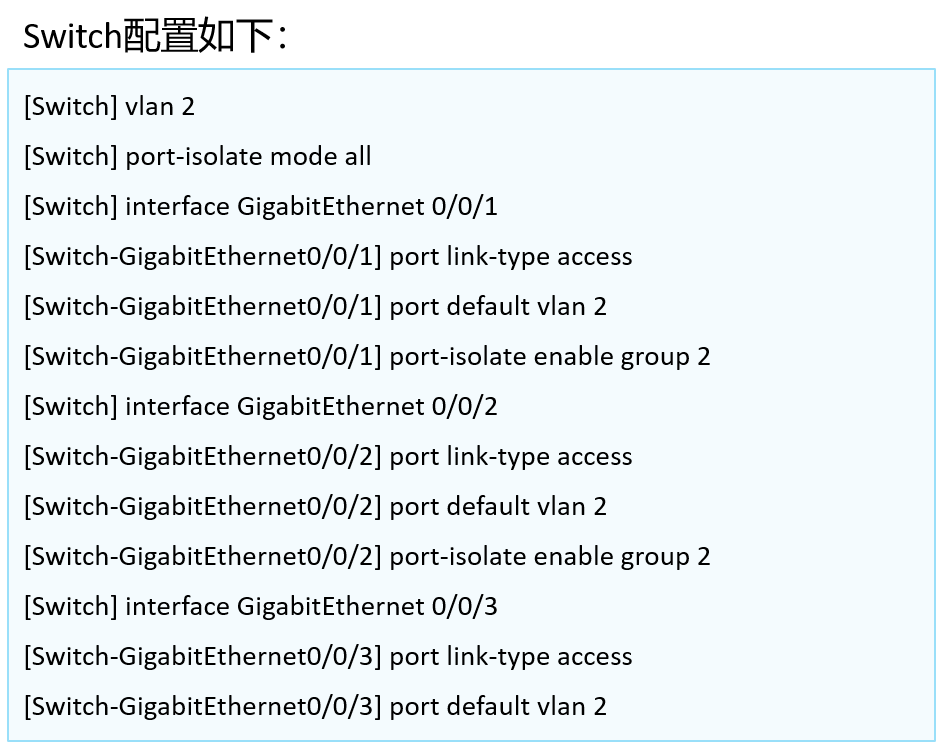 Switch配置如下：
[Switch] vlan 2
[Switch] port-isolate mode all
[Switch] interface GigabitEthernet 0/0/1
[Switch-GigabitEthernet0/0/1] port link-type access
[Switch-GigabitEthernet0/0/1] port default vlan 2
[Switch-GigabitEthernet0/0/1] port-isolate enable group 2
[Switch] interface GigabitEthernet 0/0/2
[Switch-GigabitEthernet0/0/2] port link-type access
[Switch-GigabitEthernet0/0/2] port default vlan 2
[Switch-GigabitEthernet0/0/2] port-isolate enable group 2
[Switch] interface GigabitEthernet 0/0/3
[Switch-GigabitEthernet0/0/3] port link-type access
[Switch-GigabitEthernet0/0/3] port default vlan 2